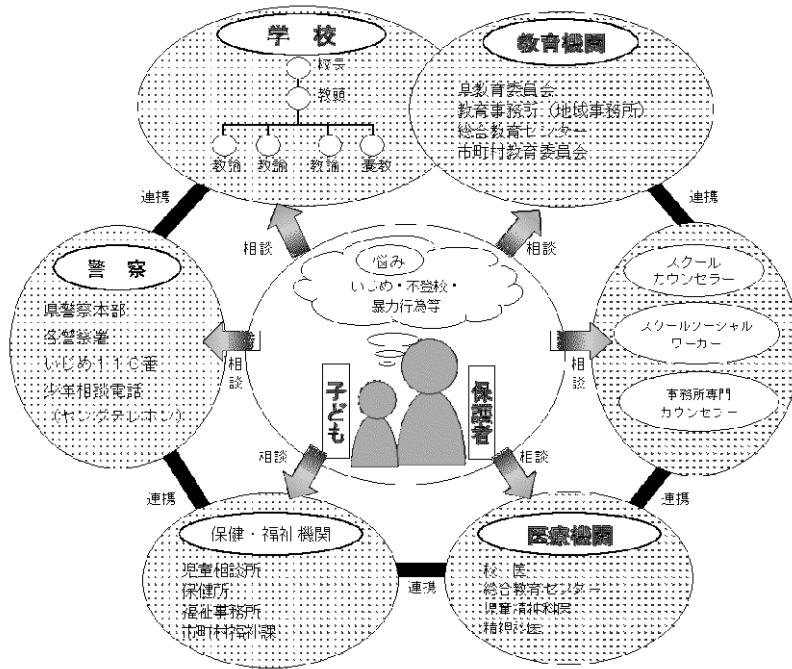 学校
校長
教頭
教諭 教諭 教諭 養教
教育機関
県教育委員会
教育事務所（地域事務所）
総合教育センター
市町村教育委員会
連携
連携
相談
相談
警察
県警察本部
各警察署
いじめ１１０番
少年相談電話
（ヤングテレホン）
相談
悩み
いじめ・不登校・
暴力行為等
子ども
保護者
相談
スクール
カウンセラー
スクールソーシャル
ワーカー
事務所専門
カウンセラー
相談
相談
連携
連携
保健・福祉機関
児童相談所
保健所
福祉事務所
市町村福祉課
連携
医療機関
校医
総合教育センター
児童精神科医
精神科医